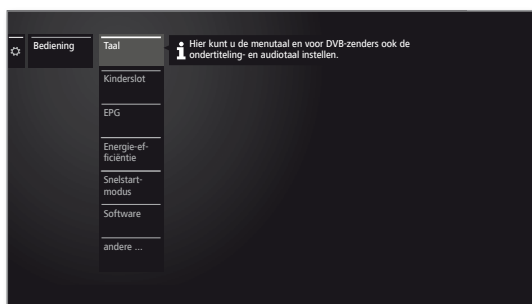 Bediening
Taal
Hier kunt u de menutaal en voor DVB-zenders ook de
ondertiteling- en audiotaal instellen.
Kinderslot
EPG
Energie-ef-
ficiëntie
Snelstart-
modus
Software
andere ...